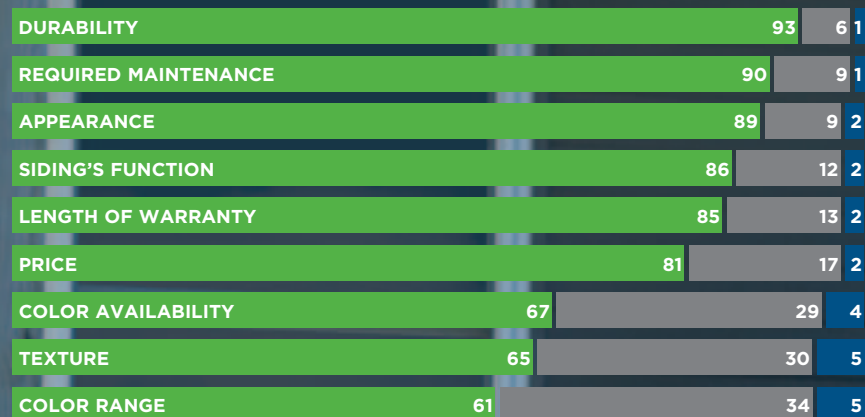 DURABILITY 93 6 1
REQUIRED MAINTENANCE 90 9 1
APPEARANCE 89 9 2
SIDING'S FUNCTION 86 12 2
LENGTH OF WARRANTY 85 13 2
PRICE 81 17 2
COLOR AVAILABILITY 67 29 4
TEXTURE 65 30 5
COLOR RANGE 61 34 5